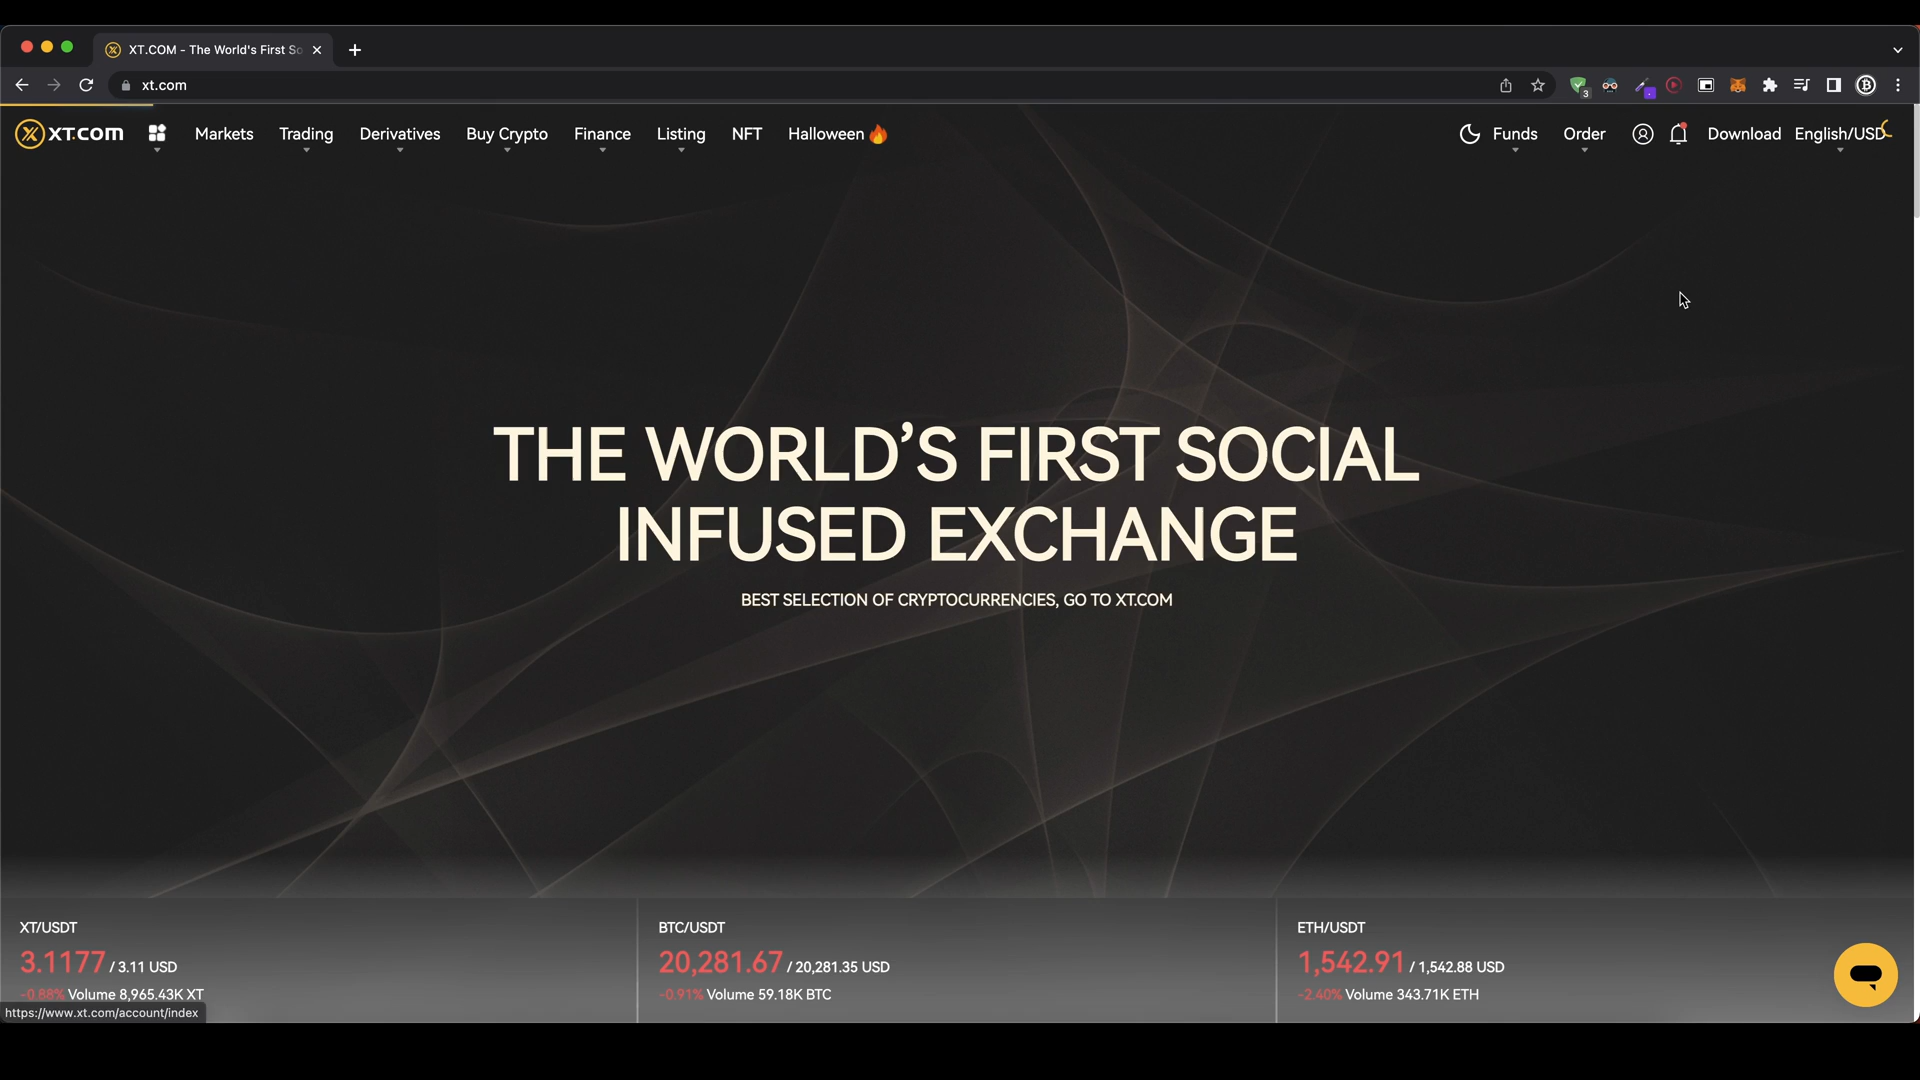 XT.COM - The World's First So
xt.com
3
XT.COM
Markets
Trading
Derivatives
Buy Crypto
Finance
Listing
NFT
Halloween🔥
Funds
Order
Download
English/USD
THE WORLD’S FIRST SOCIAL
INFUSED EXCHANGE
BEST SELECTION OF CRYPTOCURRENCIES, GO TO XT.COM
XT/USDT
3.1177 / 3.11 USD
-0.88% Volume 8,965.43K XT
BTC/USDT
20,281.67 / 20,281.35 USD
-0.91% Volume 59.18K BTC
ETH/USDT
1,542.91 / 1,542.88 USD
-2.40% Volume 343.71K ETH
https://www.xt.com/account/index